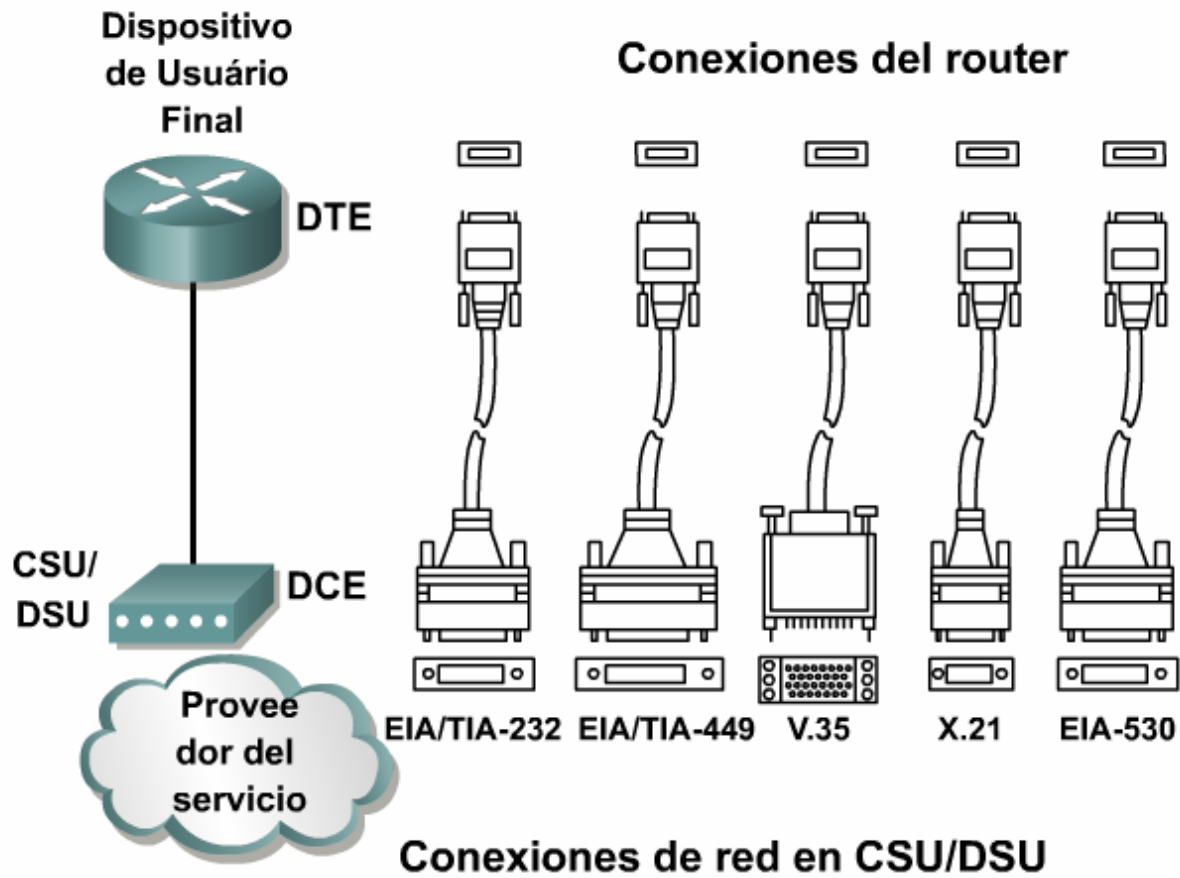 Dispositivo
de Usuário
Final
Conexiones del router
DTE
CSU/
DSU
DCE
Provee
dor del
servicio
EIA/TIA-232
EIA/TIA-449
V.35
X.21
EIA-530
Conexiones de red en CSU/DSU